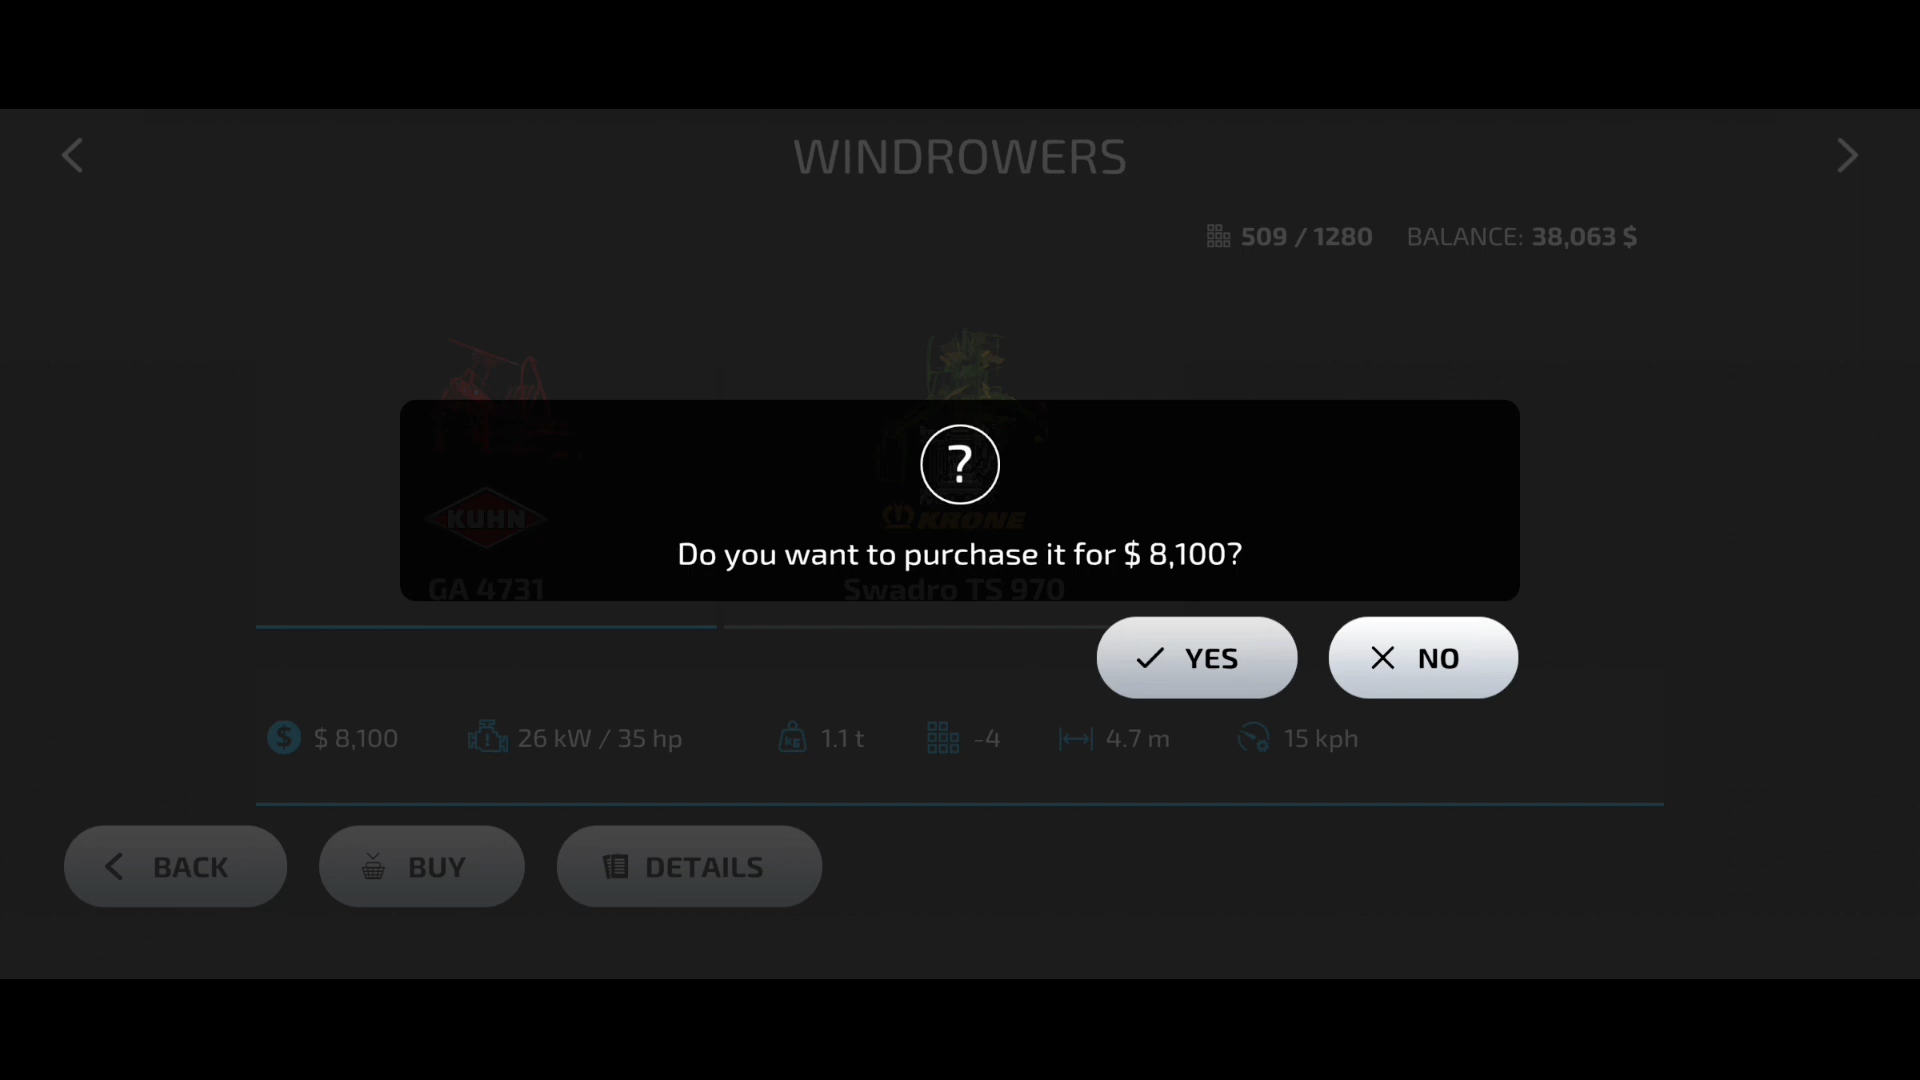 WINDROWERS
509 / 1280 BALANCE: 38,063 $
?
KUHN
KRONE
Do you want to purchase it for $ 8,100?
GA 4731
Swadro TS 970
YES
NO
$ 8,100
26 kW / 35 hp
kg 1.1 t
-4
4.7 m
15 kph
BACK
BUY
DETAILS